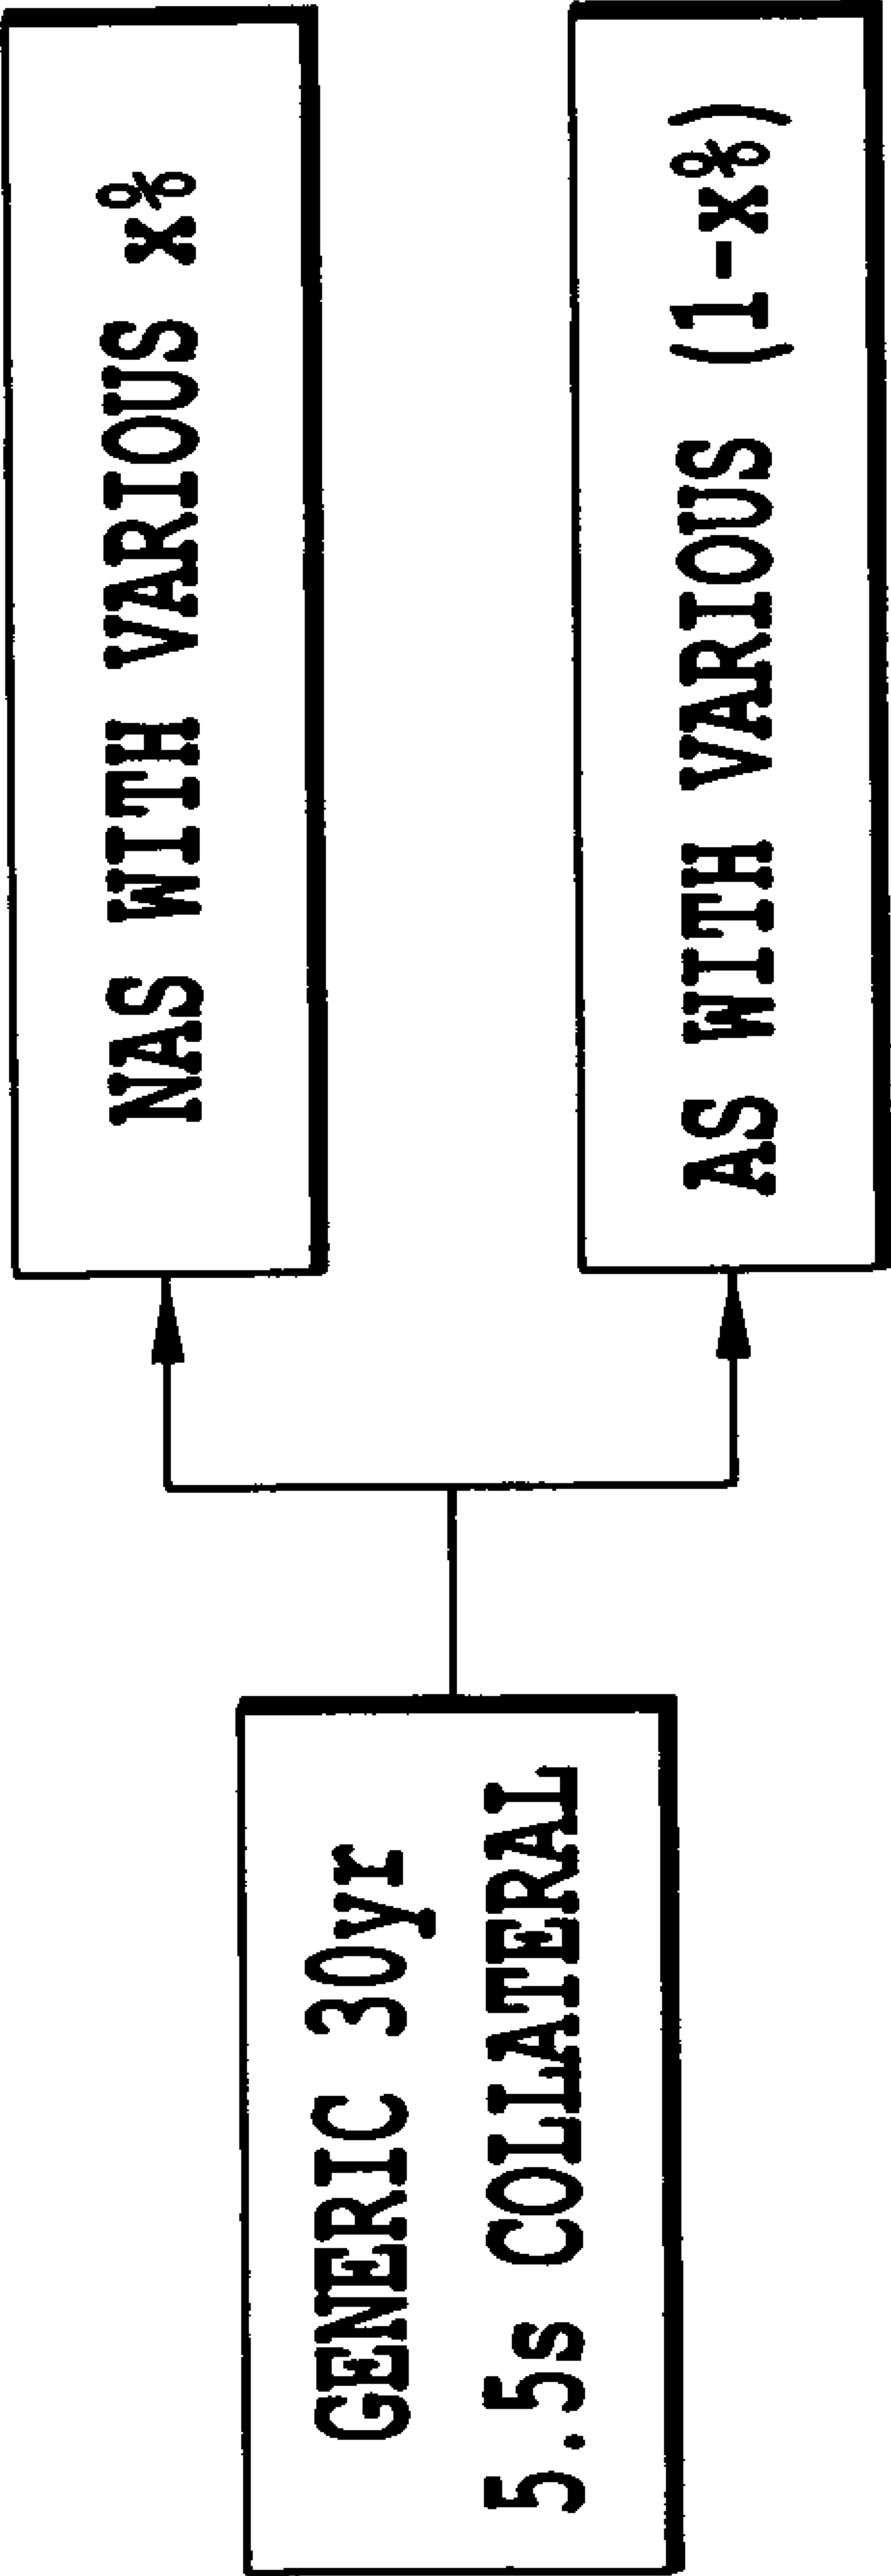 GENERIC 30yr
5.5s COLLATERAL
NAS WITH VARIOUS x%
AS WITH VARIOUS (1-x%)